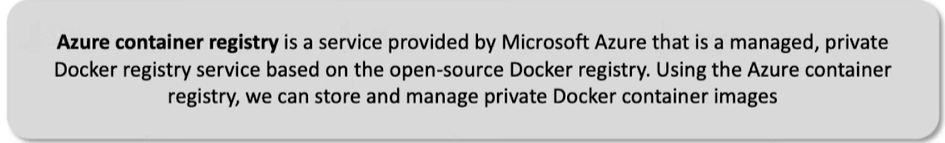 Azure container registry is a service provided by Microsoft Azure that is a managed, private
Docker registry service based on the open-source Docker registry. Using the Azure container
registry, we can store and manage private Docker container images